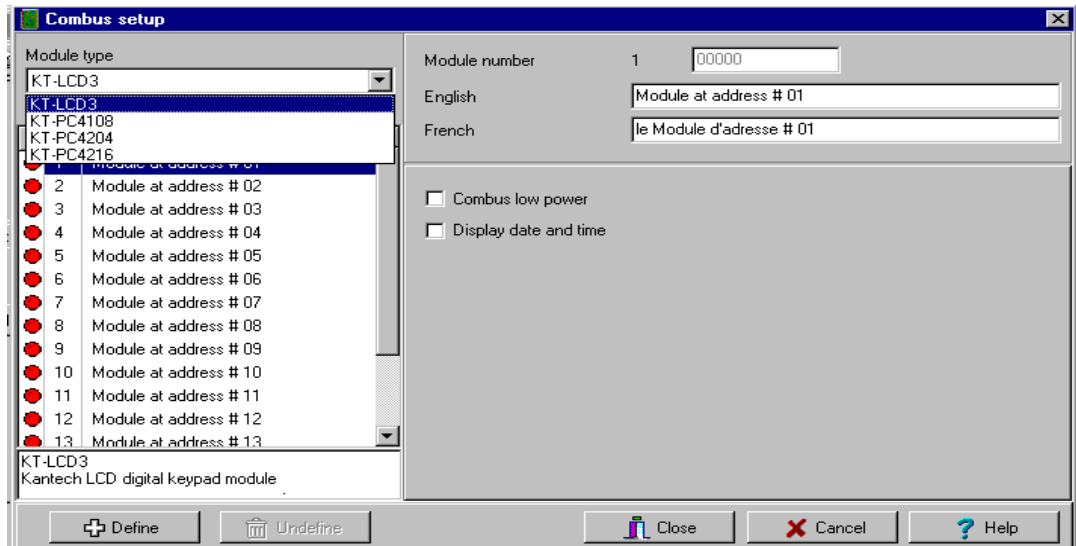 Combus setup
Module type
KT-LCD3
KT-LCD3
KT-PC4108
KT-PC4204
KT-PC4216
1 Module at address # 01
2 Module at address # 02
3 Module at address # 03
4 Module at address # 04
5 Module at address # 05
6 Module at address # 06
7 Module at address # 07
8 Module at address # 08
9 Module at address # 09
10 Module at address # 10
11 Module at address # 11
12 Module at address # 12
13 Module at address # 13
KT-LCD3
Kantech LCD digital keypad module
Module number 1 00000
English Module at address # 01
French le Module d'adresse # 01
Combus low power
Display date and time
Define Undefine Close Cancel Help